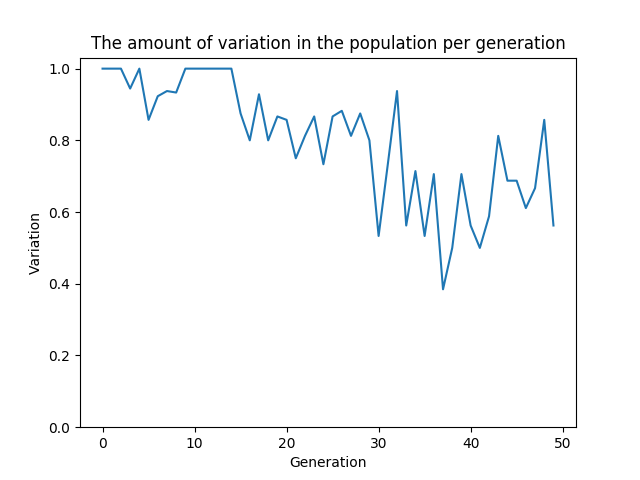 The amount of variation in the population per generation
1.0
0.8
0.6
0.4
0.2
0.0
Variation
0 10 20 30 40 50
Generation